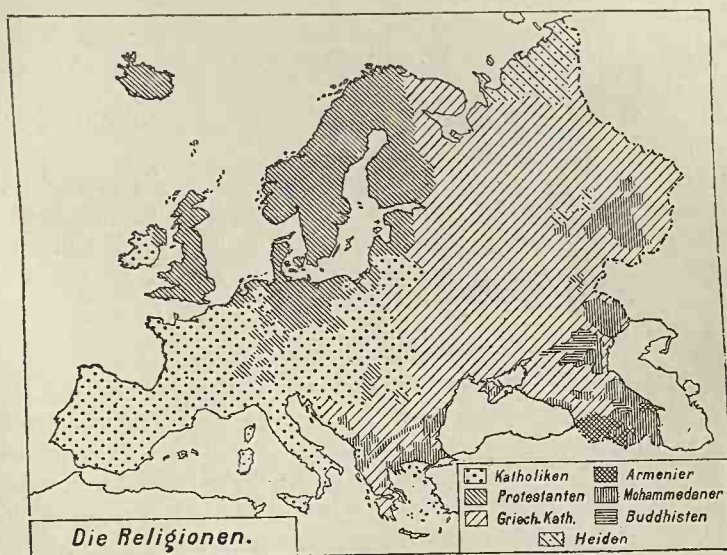 Katholiken
Armenier
Protestanten
Mohammedaner
Griech. Kath.
Buddhisten
Heiden
Die Religionen.